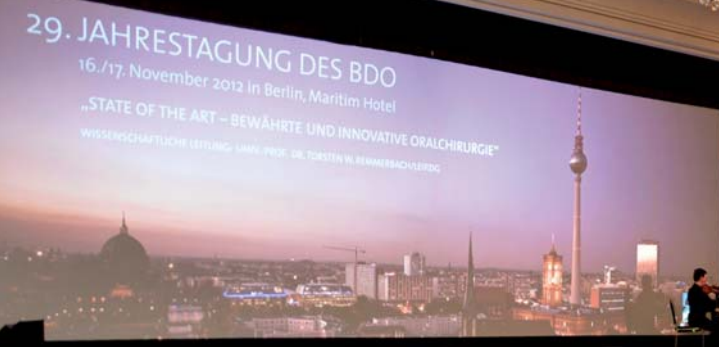 29. JAHRESTAGUNG DES BDO
16./17. November 2012 in Berlin, Maritim Hotel
„STATE OF THE ART – BEWÄHRTE UND INNOVATIVE ORALCHIRURGIE“
WISSENSCHAFTLICHE LEITUNG: UNIV.-PROF. DR. TORSTEN W. REMMERBACH/LEIPZIG